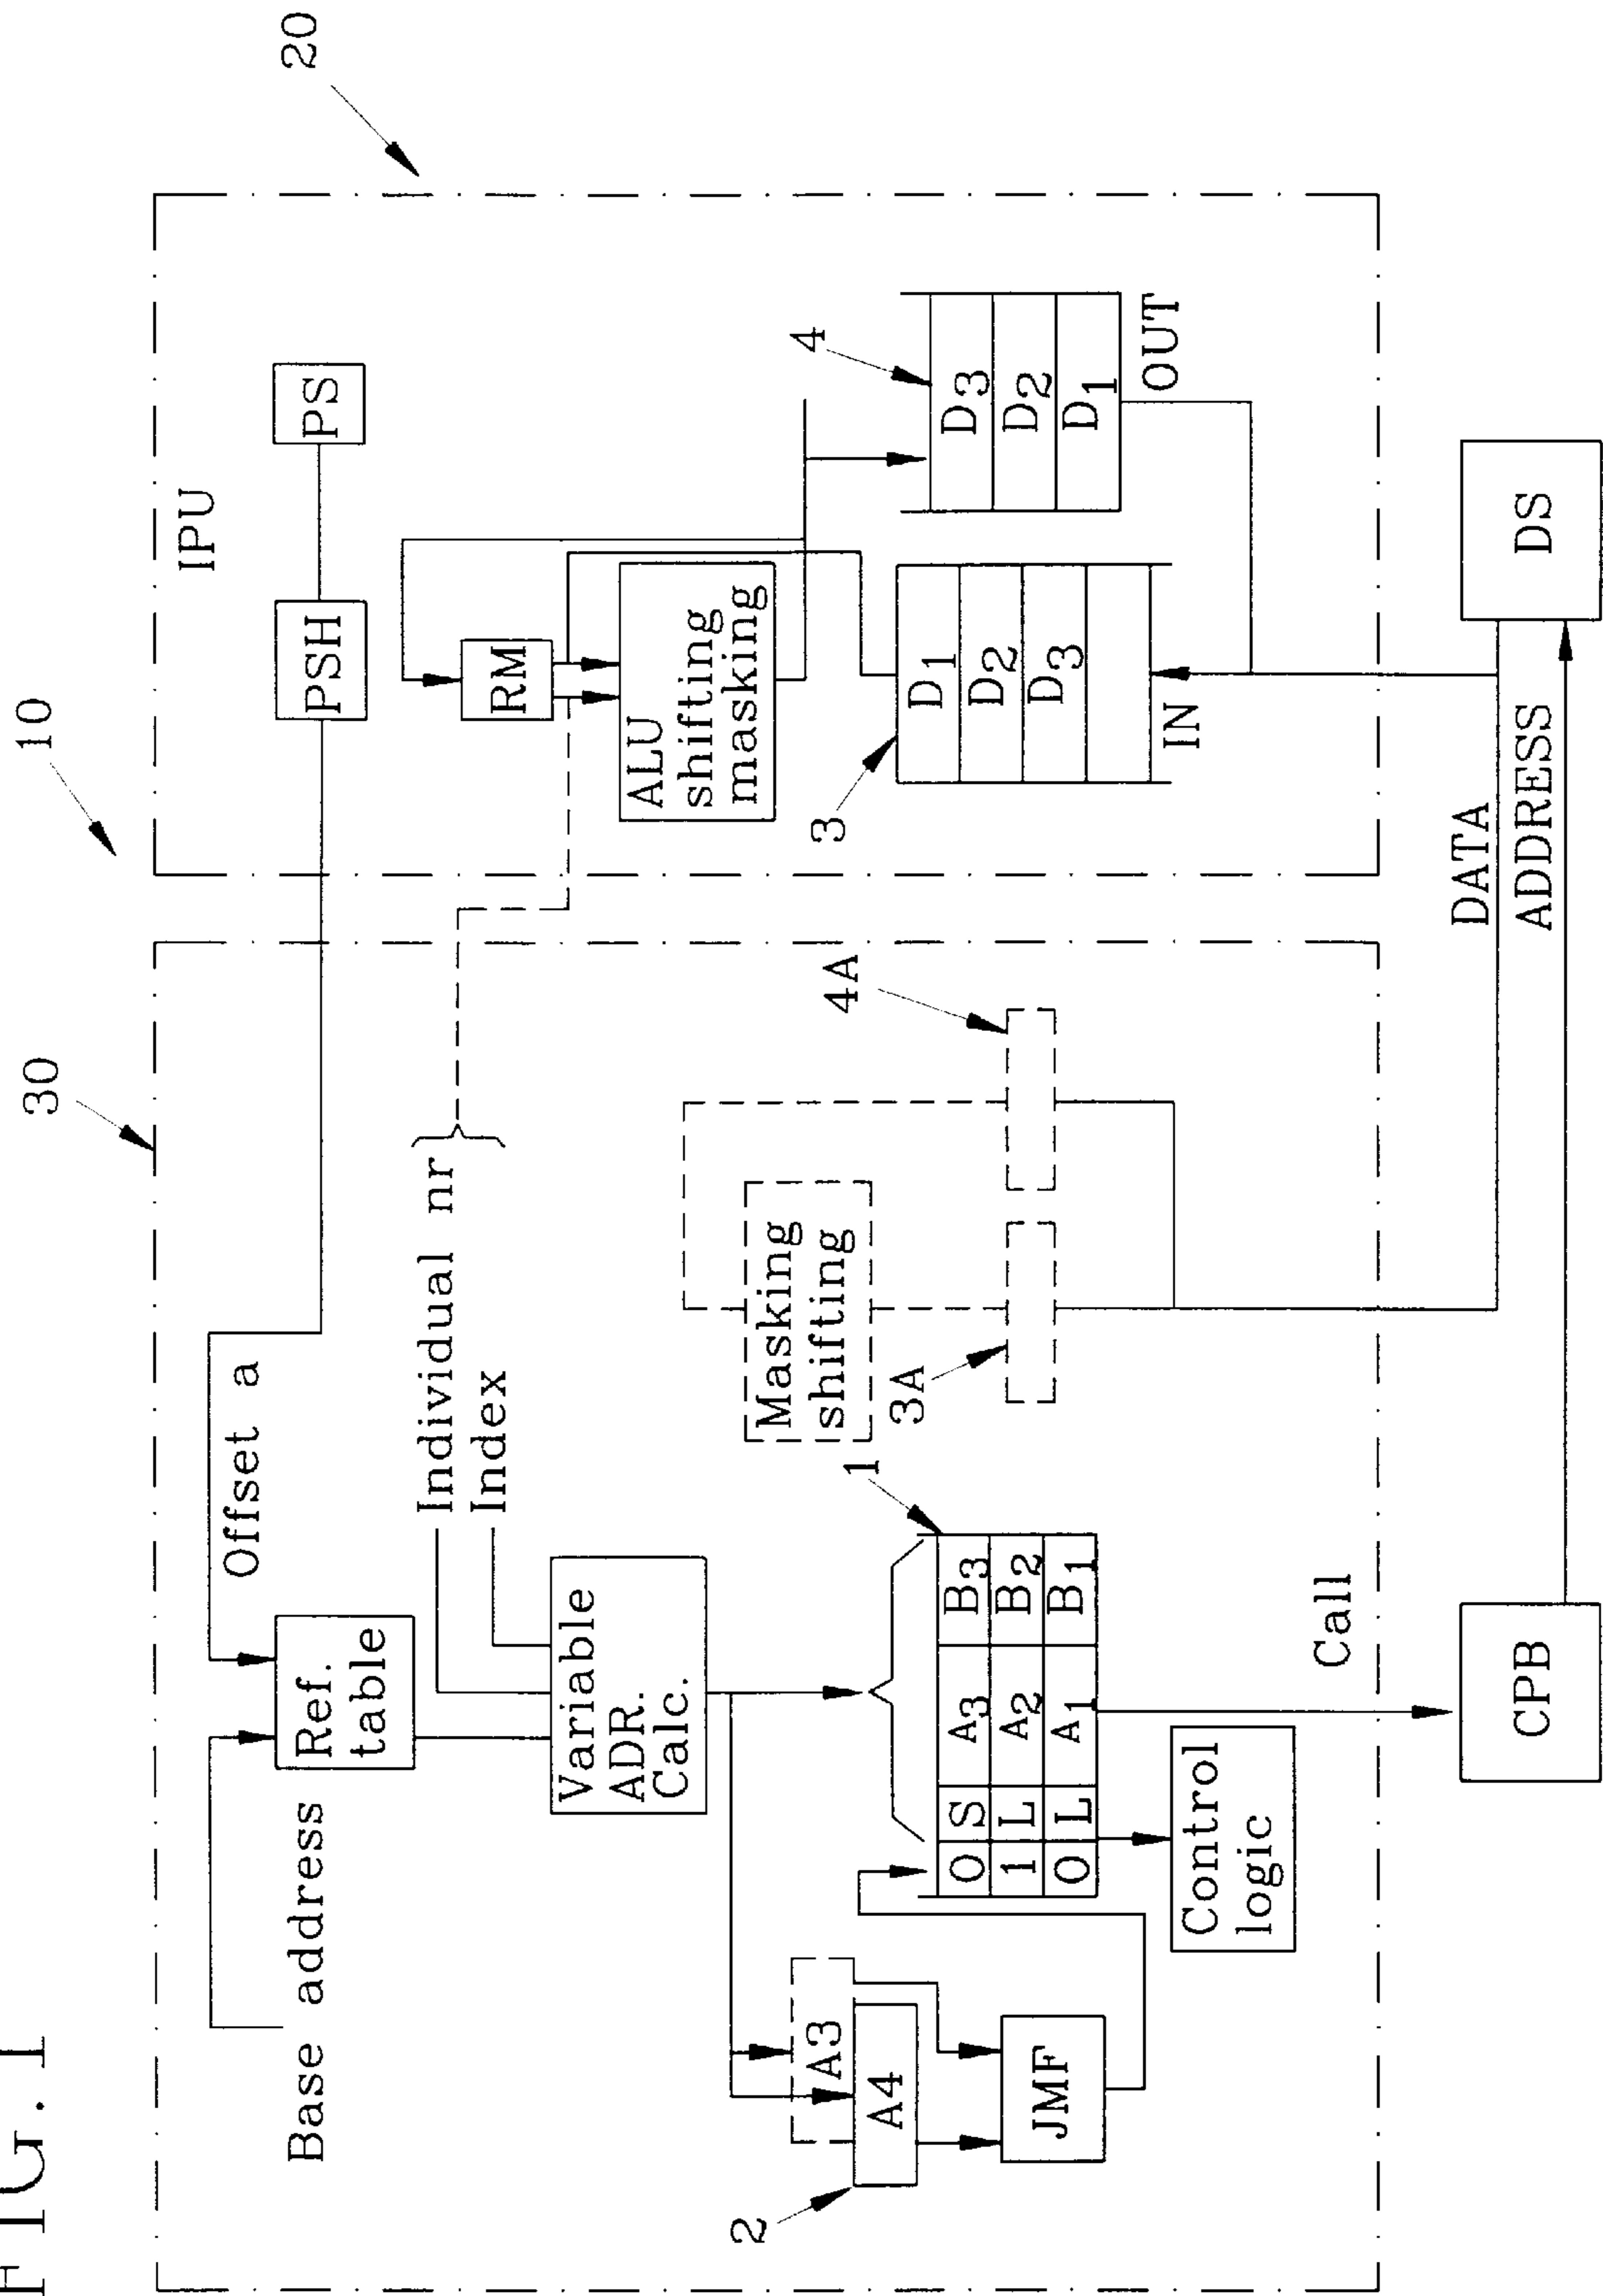 FIG. 1
10
20
30
IPU
PSH
PS
Offset a
Base address
Ref.
table
Individual nr
Index
RM
ALU
shifting
masking
Variable
ADR.
Calc.
Masking
shifting
A3
A4
2
JMF
1
0 S A3 B3
1 L A2 B2
0 L A1 B1
3A
4A
3
D1
D2
D3
IN
4
D3
D2
D1
OUT
Control
logic
Call
DATA
ADDRESS
CPB
DS